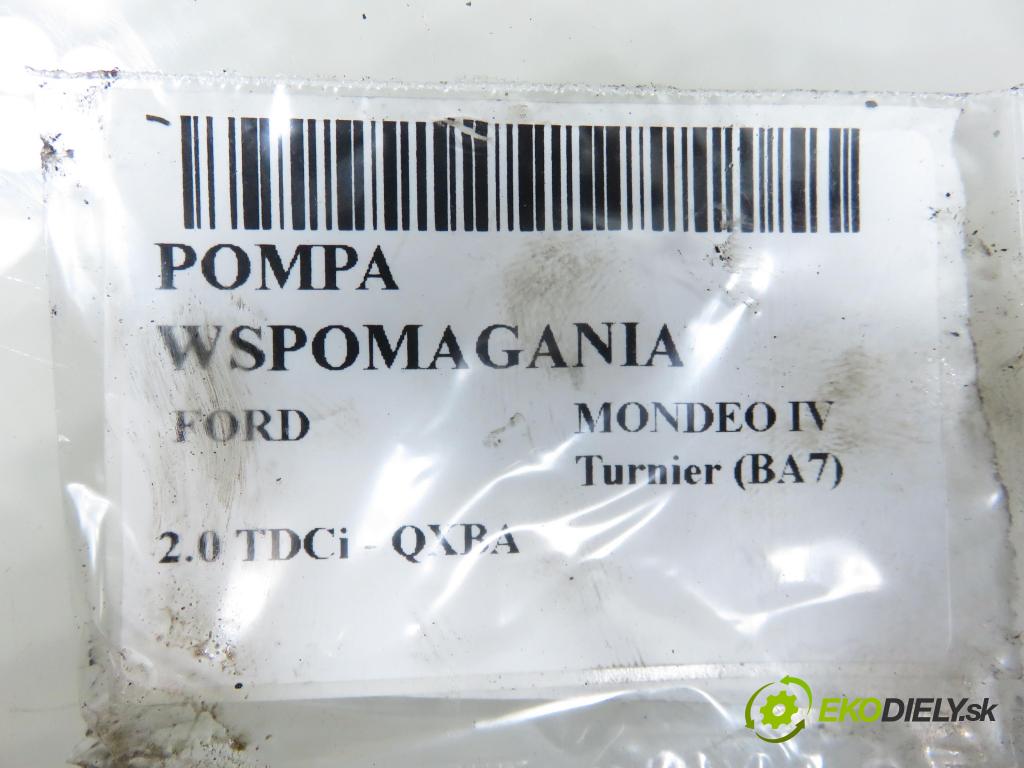 POMPA
WSPOMAGANIA
FORD
MONDEO IV
Turnier (BA7)
2.0 TDCi - QXBA
EKODIELY.sk